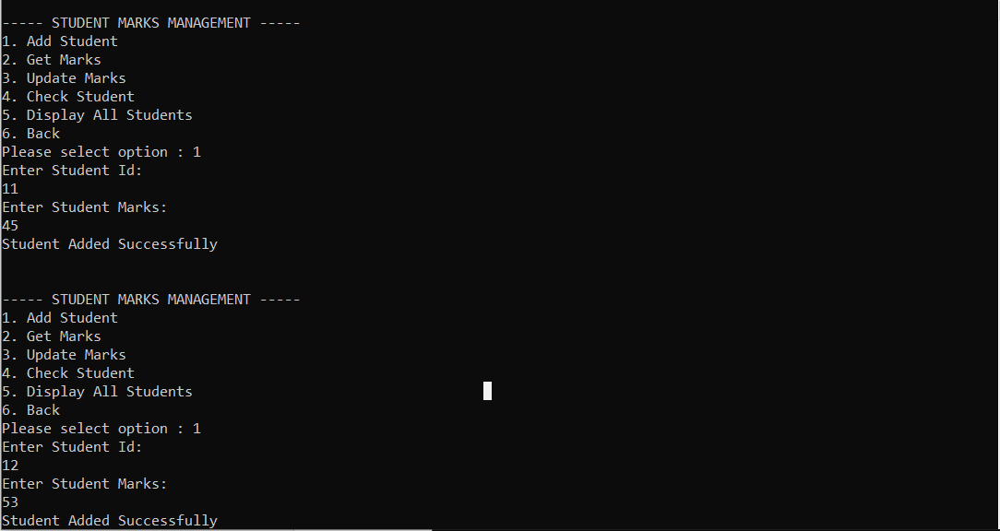 ----- STUDENT MARKS MANAGEMENT -----
1. Add Student
2. Get Marks
3. Update Marks
4. Check Student
5. Display All Students
6. Back
Please select option : 1
Enter Student Id:
11
Enter Student Marks:
45
Student Added Successfully
----- STUDENT MARKS MANAGEMENT -----
1. Add Student
2. Get Marks
3. Update Marks
4. Check Student
5. Display All Students
6. Back
Please select option : 1
Enter Student Id:
12
Enter Student Marks:
53
Student Added Successfully